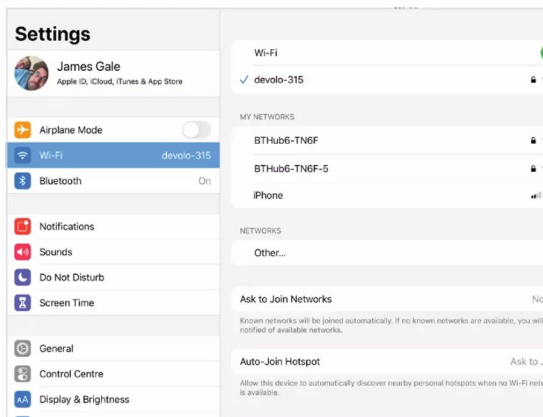 Settings
James Gale
Apple ID, iCloud, iTunes & App Store
Airplane Mode
Wi-Fi devolo-315
Bluetooth On
Notifications
Sounds
Do Not Disturb
Screen Time
General
Control Centre
AA Display & Brightness
Wi-Fi
devolo-315
MY NETWORKS
BTHub6-TN6F
BTHub6-TN6F-5
iPhone
NETWORKS
Other...
Ask to Join Networks
Known networks will be joined automatically. If no known networks are available, you will
notified of available networks.
Auto-Join Hotspot Ask to
Allow this device to automatically discover nearby personal hotspots when no Wi-Fi
is available.